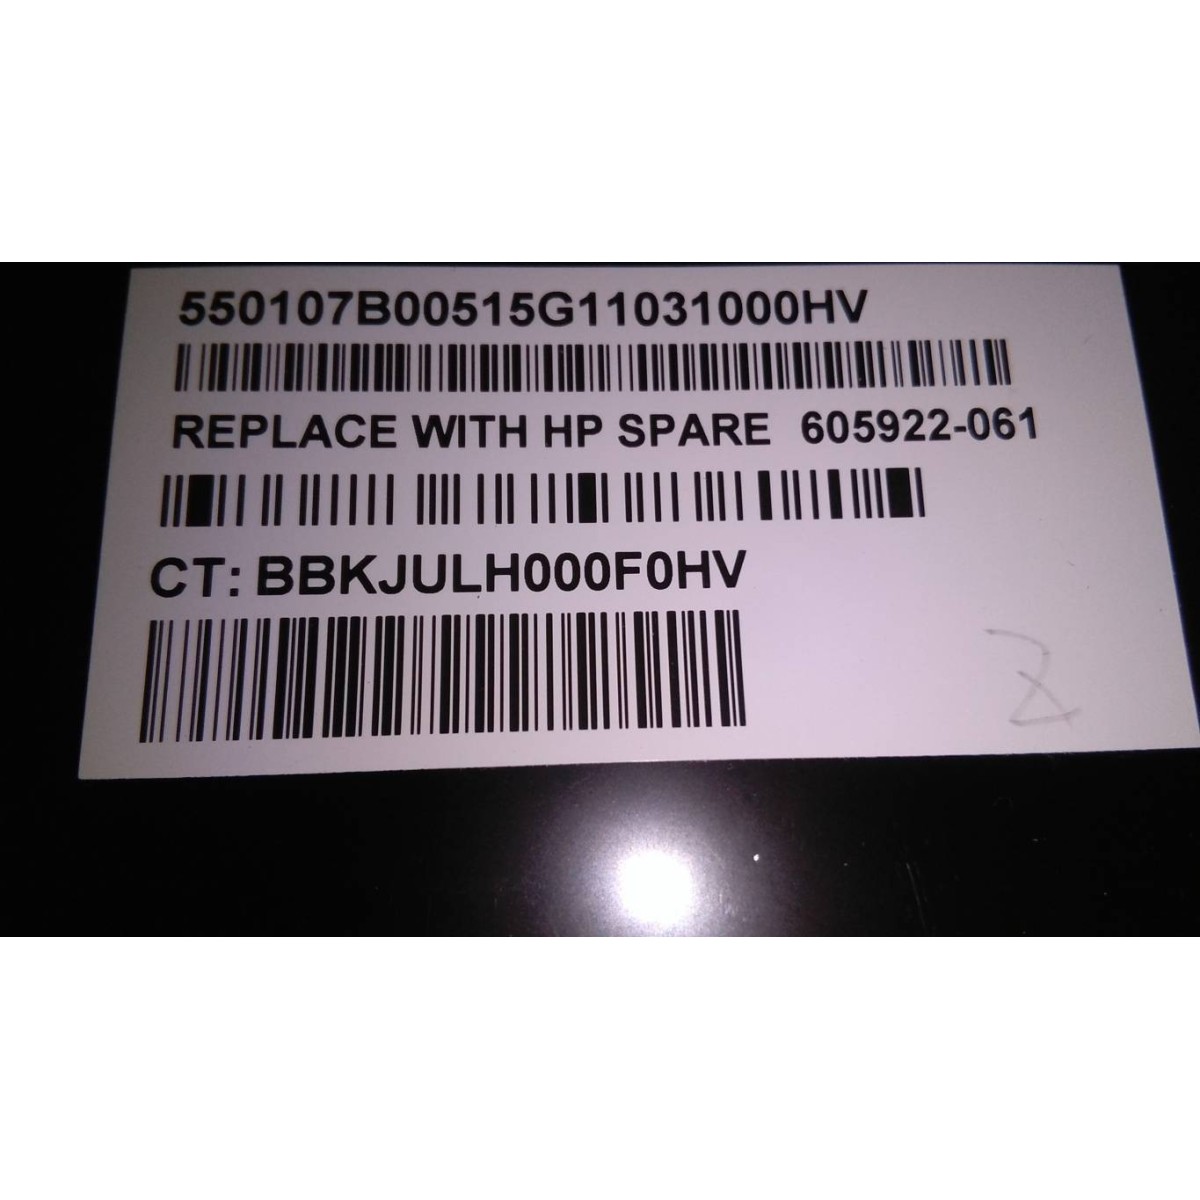 550107B00515G11031000HV
REPLACE WITH HP SPARE 605922-061
CT: BBKJULH000F0HV